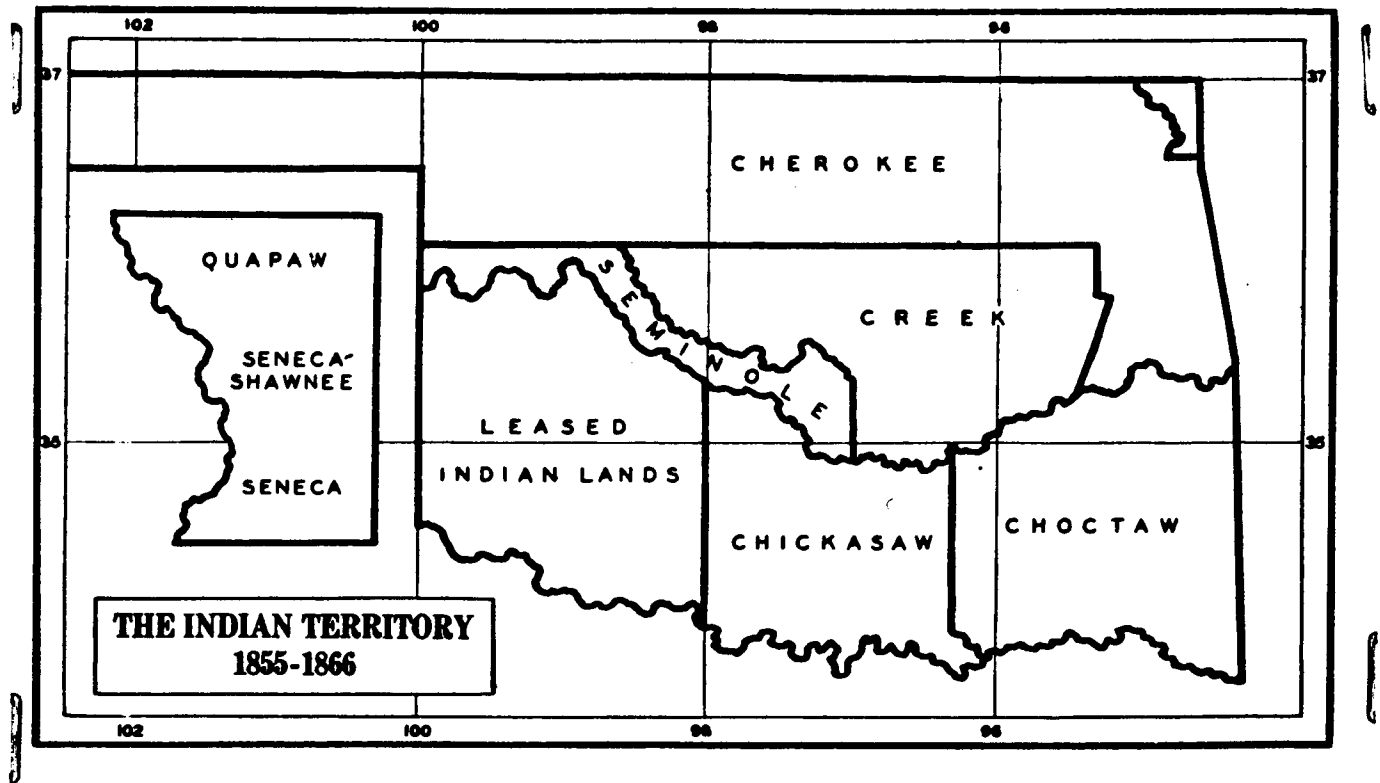 102 100 98 96
37 37
CHEROKEE
QUAPAW
SEMINOLE
CREEK
SENECA-
SHAWNEE
LEASED
35 35
INDIAN LANDS
SENECA
CHOCTAW
CHICKASAW
THE INDIAN TERRITORY
1855-1866
102 100 98 96